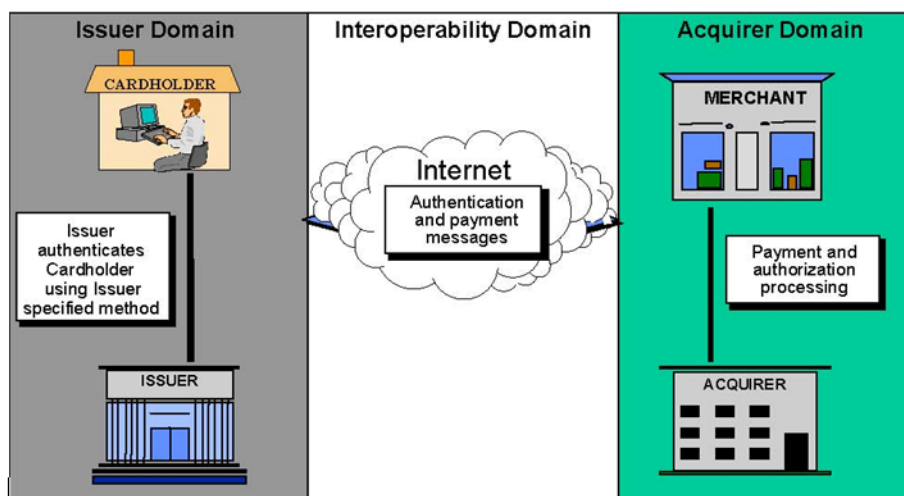 Issuer Domain
Interoperability Domain
Acquirer Domain
CARDHOLDER
MERCHANT
Internet
Authentication
and payment
messages
Issuer
authenticates
Cardholder
using Issuer
specified method
Payment and
authorization
processing
ISSUER
ACQUIRER